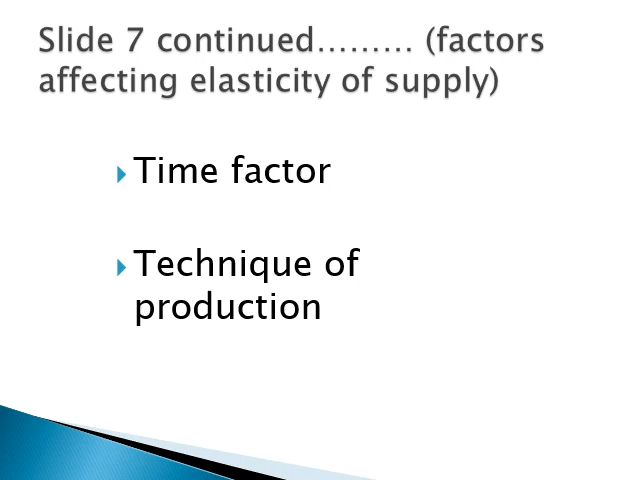 Slide 7 continued……… (factors
affecting elasticity of supply)
Time factor
Technique of
production